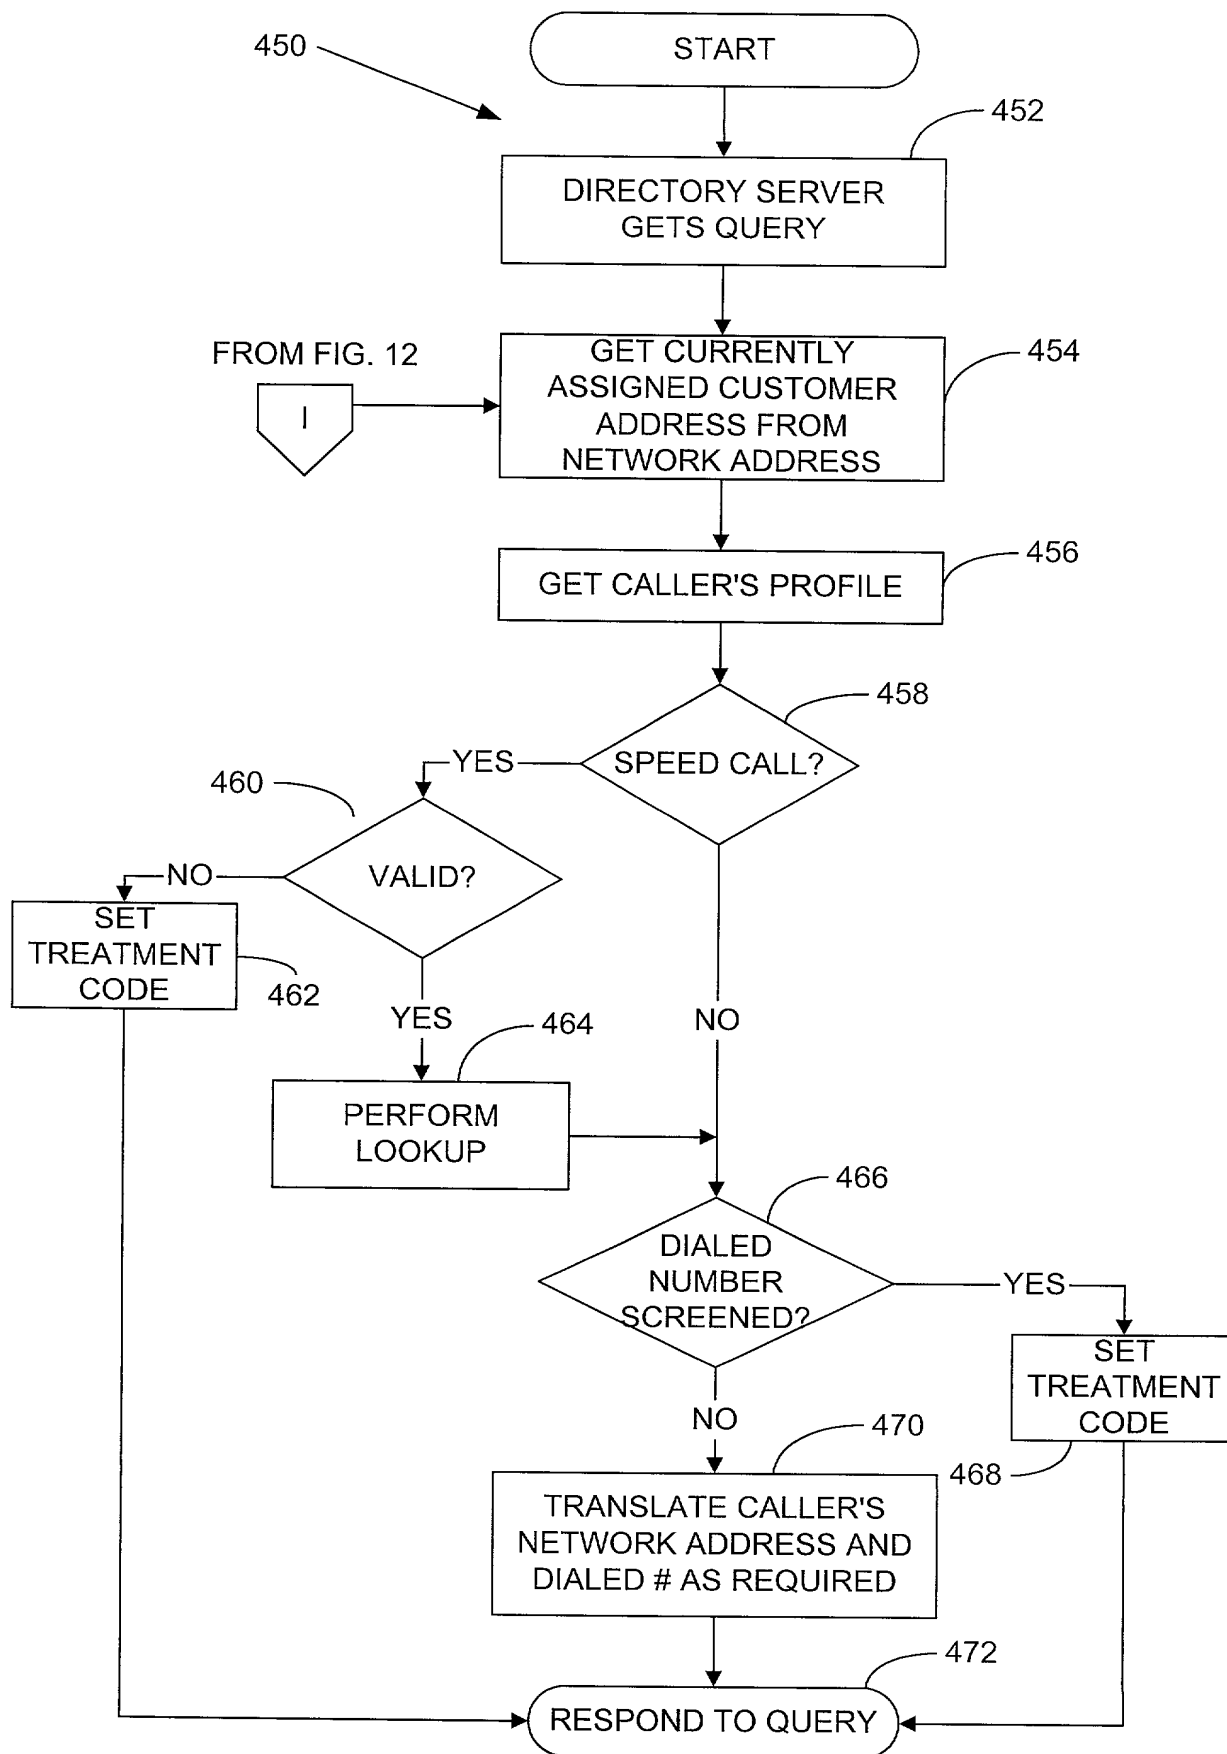 START
450
452
DIRECTORY SERVER
GETS QUERY
FROM FIG. 12
I
GET CURRENTLY
ASSIGNED CUSTOMER
ADDRESS FROM
NETWORK ADDRESS
454
456
GET CALLER'S PROFILE
458
SPEED CALL?
YES
460
VALID?
NO
SET
TREATMENT
CODE
462
YES
464
NO
PERFORM
LOOKUP
466
DIALED
NUMBER
SCREENED?
YES
SET
TREATMENT
CODE
468
NO
470
TRANSLATE CALLER'S
NETWORK ADDRESS AND
DIALED # AS REQUIRED
472
RESPOND TO QUERY